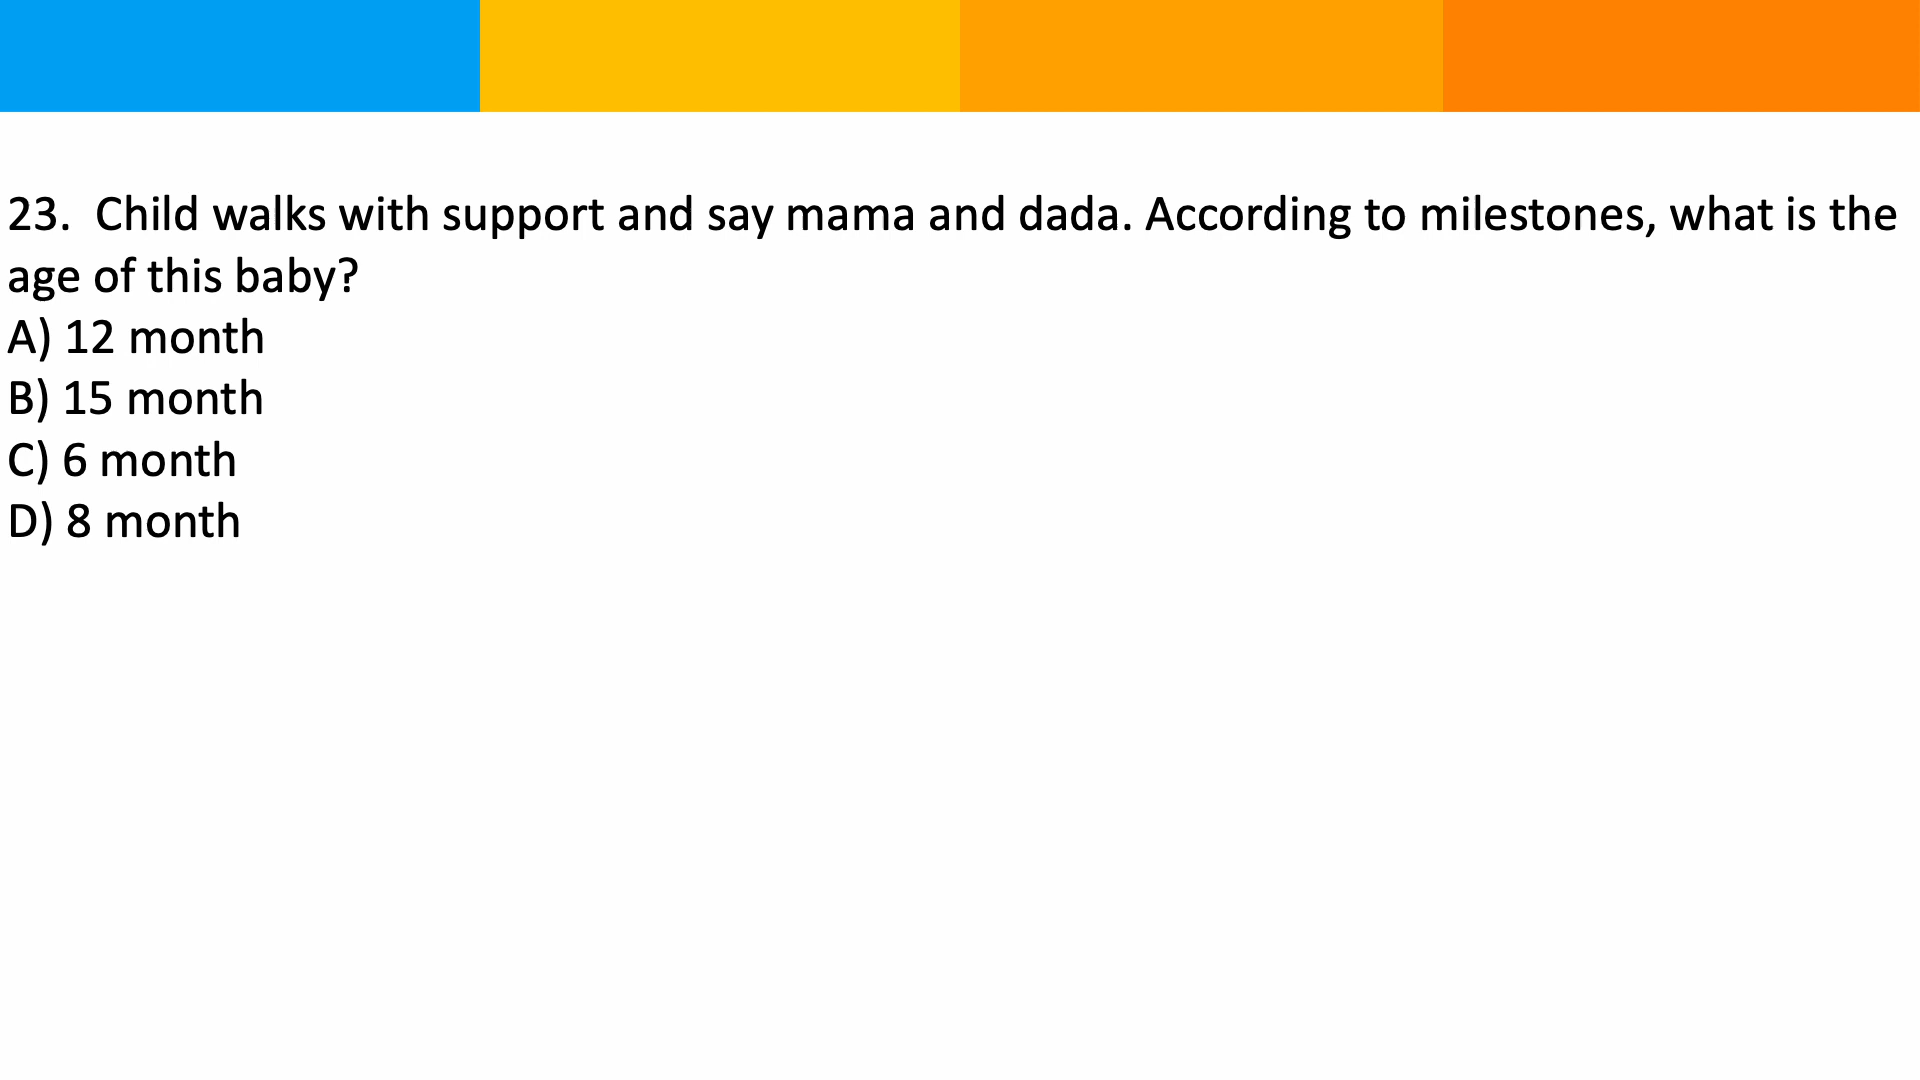 23.  Child walks with support and say mama and dada. According to milestones, what is the
age of this baby?
A) 12 month
B) 15 month
C) 6 month
D) 8 month